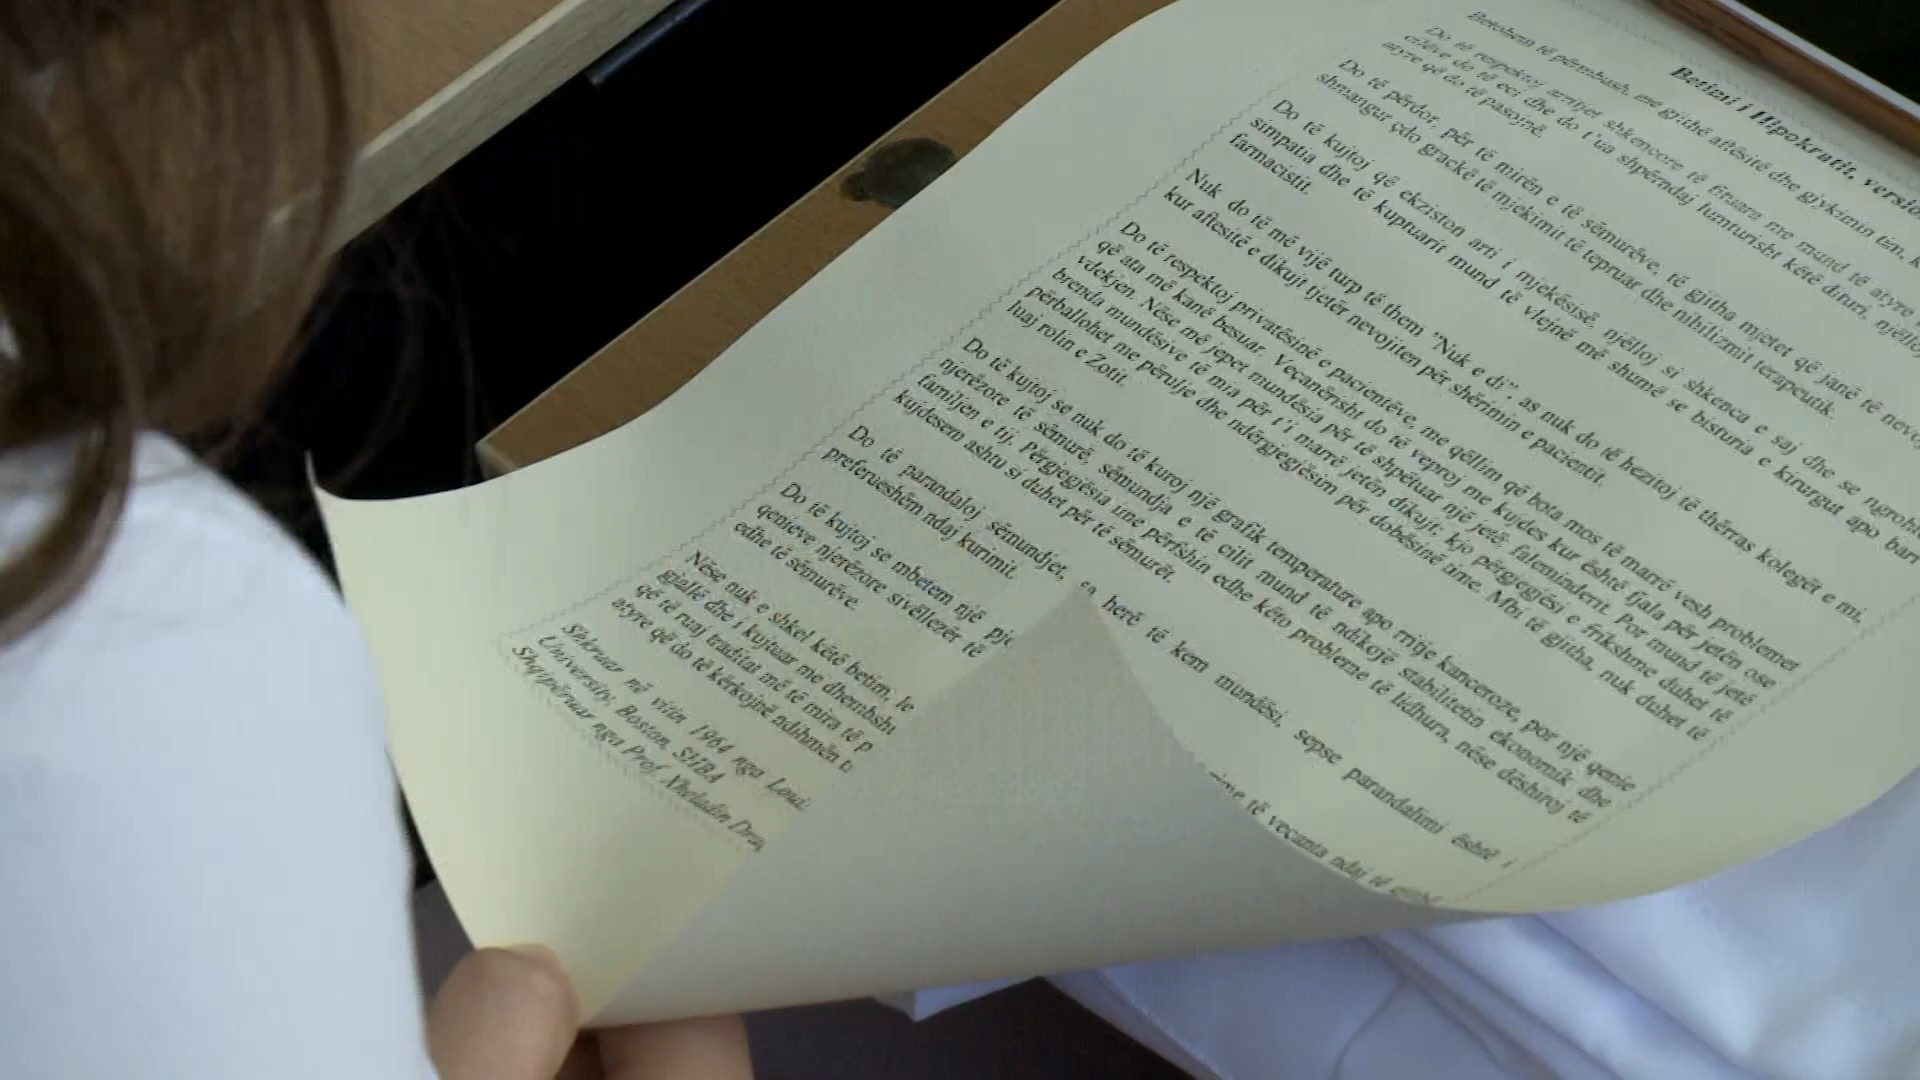 Betimi i Hipokratit, versio
Betohem të përmbush, me gjithë aftësitë dhe gjykimin tim, k
Do të respektoj arritjet shkencore të fituara me mund të atyre
cilëve do të eci dhe do t'ua shpërndaj lumturisht këtë dituri, njëlloj
atyre që do të pasojnë.
Do të përdor, për të mirën e të sëmurëve, të gjitha mjetet që janë të nevoj
shmangur çdo grackë të mjekimit të tepruar dhe nihilizmit terapeutik.
Do të kujtoj që ekziston arti i mjekësisë, njëlloj si shkenca e saj dhe se ngrohtë
simpatia dhe të kuptuarit mund të vlejnë më shumë se bisturia e kirurgut apo bari
farmacistit.
Nuk do të më vijë turp të them "Nuk e di", as nuk do të hezitoj të thërras kolegët e mi,
kur aftësitë e dikujt tjetër nevojiten për shërimin e pacientit.
Do të respektoj privatësinë e pacientëve, me qëllim që bota mos të marrë vesh problemet
që ata më kanë besuar. Veçanërisht do të veproj me kujdes kur është fjala për jetën ose
vdekjen. Nëse më jepet mundësia për të shpëtuar një jetë, faleminderit. Por mund të jetë
brenda mundësive të mia për t'i marrë jetën dikujt; kjo përgjegjësi e frikshme duhet të
përballohet me përulje dhe ndërgjegjësim për dobësinë time. Mbi të gjitha, nuk duhet të
luaj rolin e Zotit.
Do të kujtoj se nuk do të kuroj një grafik temperature apo rritje kanceroze, por një qenie
njerëzore të sëmurë, sëmundja e të cilit mund të ndikojë stabilitetin ekonomik dhe
familjen e tij. Përgjegjësia ime përfshin edhe këto probleme të lidhura, nëse dëshiroj të
kujdesem ashtu si duhet për të sëmurët.
Do të parandaloj sëmundjet, sa herë të kem mundësi, sepse parandalimi është i
preferueshëm ndaj kurimit.
Do të kujtoj se mbetem një pje time të veçanta ndaj të gjitha
qenieve njerëzore sivëllezër të
edhe të sëmurëve.
Nëse nuk e shkel këtë betim, le
gjallë dhe i kujtuar me dhembshu
që të ruaj traditat më të mira të p
atyre që do të kërkojnë ndihmën ti
Shkruar në vitin 1964 nga Loui
University, Boston, SHBA
Shqipëruar nga Prof. Xheladin Dra